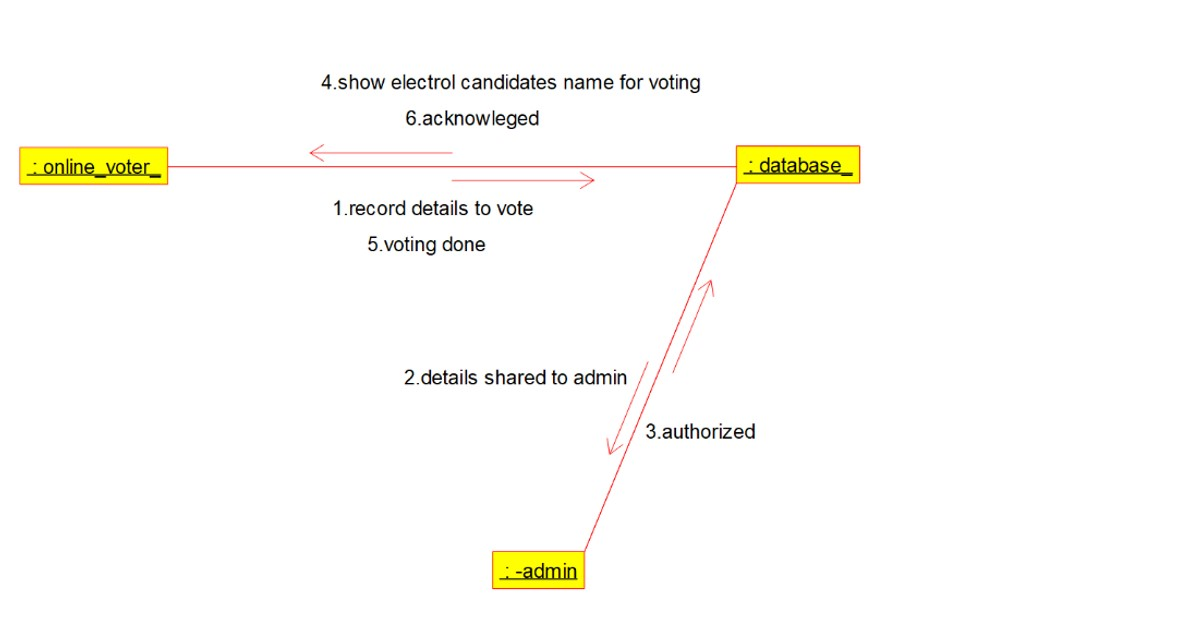 4.show electrol candidates name for voting
6.acknowleged
: online_voter_
: database_
1.record details to vote
5.voting done
2.details shared to admin
3.authorized
: -admin